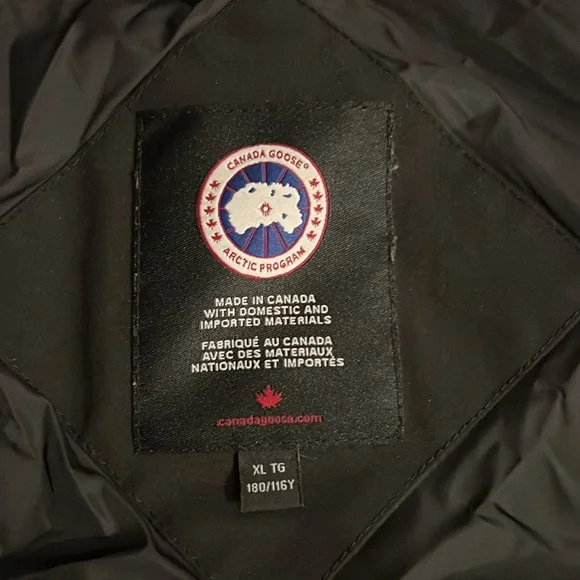 CANADA GOOSE®
ARCTIC PROGRAM
MADE IN CANADA
WITH DOMESTIC AND
IMPORTED MATERIALS
FABRIQUÉ AU CANADA
AVEC DES MATERIAUX
NATIONAUX ET IMPORTÉS
canadagoose.com
XL TG
180/116Y